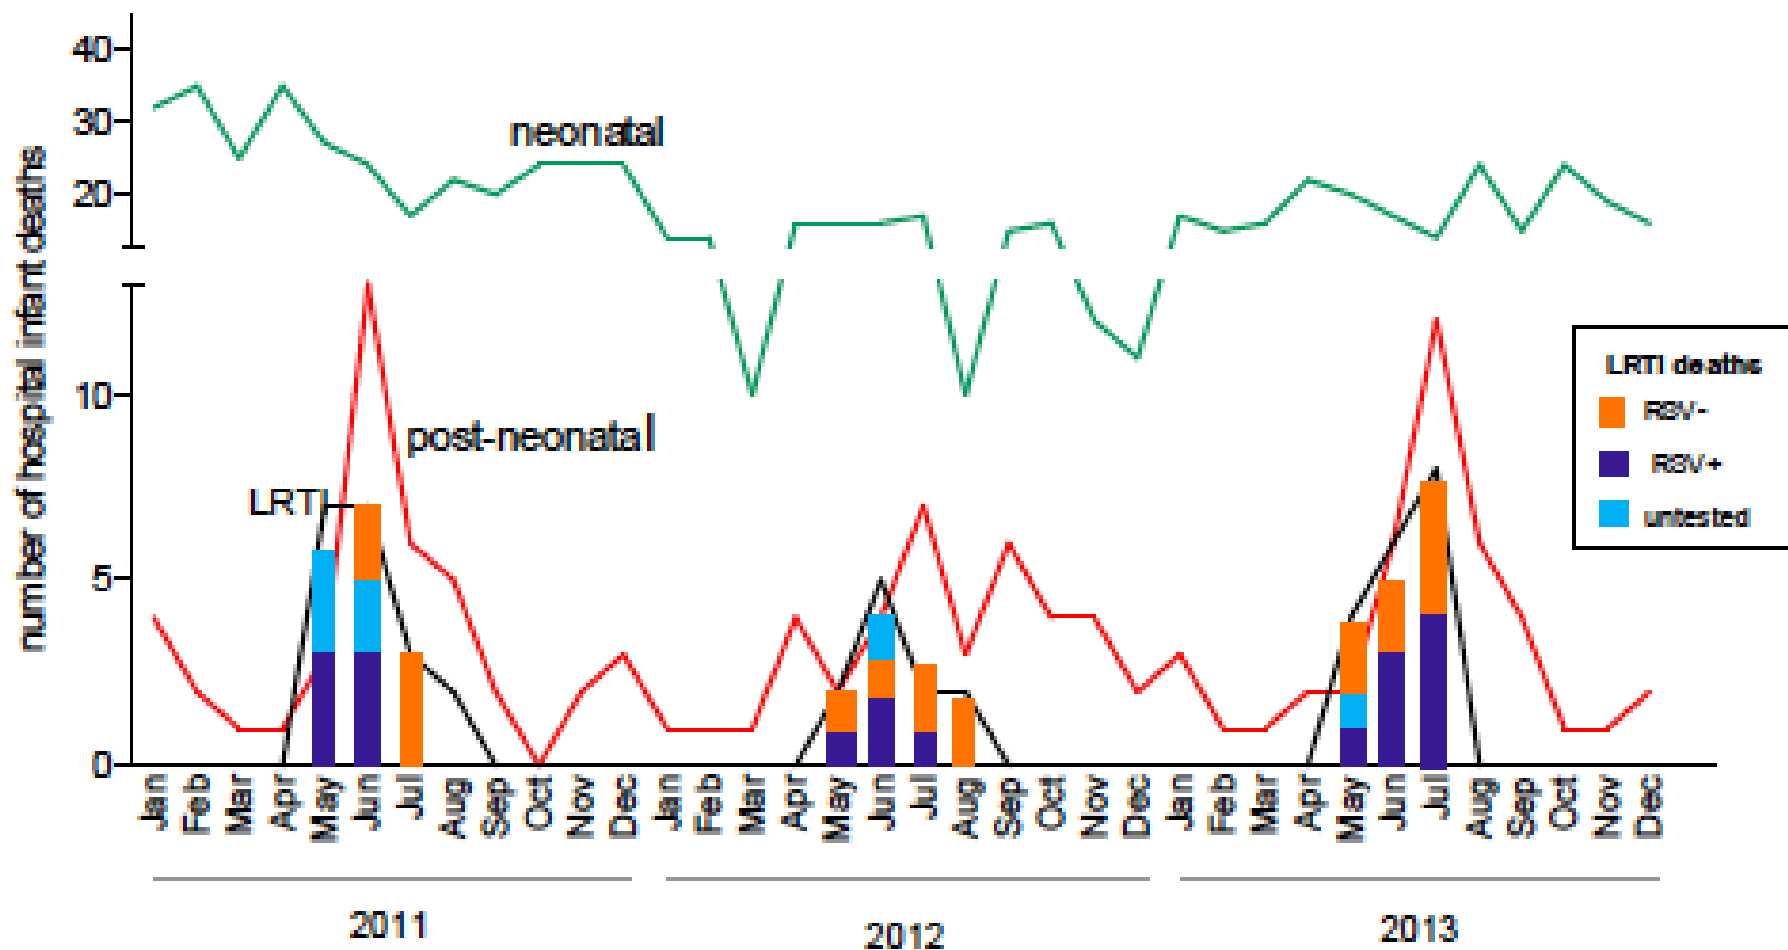 number of hospital infant deaths
40
30
20
10
5
0
neonatal
post-neonatal
LRTI
LRTI deaths
RSV-
RSV+
untested
Jan Feb Mar Apr May Jun Jul Aug Sep Oct Nov Dec Jan Feb Mar Apr May Jun Jul Aug Sep Oct Nov Dec Jan Feb Mar Apr May Jun Jul Aug Sep Oct Nov Dec
2011 2012 2013